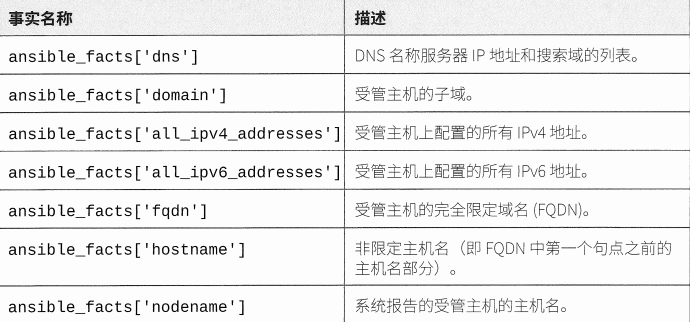 事实名称 描述
ansible_facts['dns'] DNS 名称服务器 IP 地址和搜索域的列表。
ansible_facts['domain'] 受管主机的子域。
ansible_facts['all_ipv4_addresses'] 受管主机上配置的所有 IPv4 地址。
ansible_facts['all_ipv6_addresses'] 受管主机上配置的所有 IPv6 地址。
ansible_facts['fqdn'] 受管主机的完全限定域名 (FQDN)。
ansible_facts['hostname'] 非限定主机名（即 FQDN 中第一个句点之前的
主机名部分）。
ansible_facts['nodename'] 系统报告的受管主机的主机名。